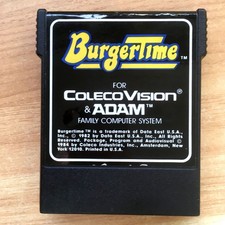 BurgerTime™
FOR
COLECOVISION®
& ADAM™
FAMILY COMPUTER SYSTEM
BurgerTime ™ is a trademark of Data East U.S.A.,
Inc., © 1982 by Data East U.S.A., Inc., All Rights
Reserved. Package, Program and Audiovisual ©
1984 by Coleco Industries, Inc., Amsterdam, New
York 12010. Printed in U.S.A.